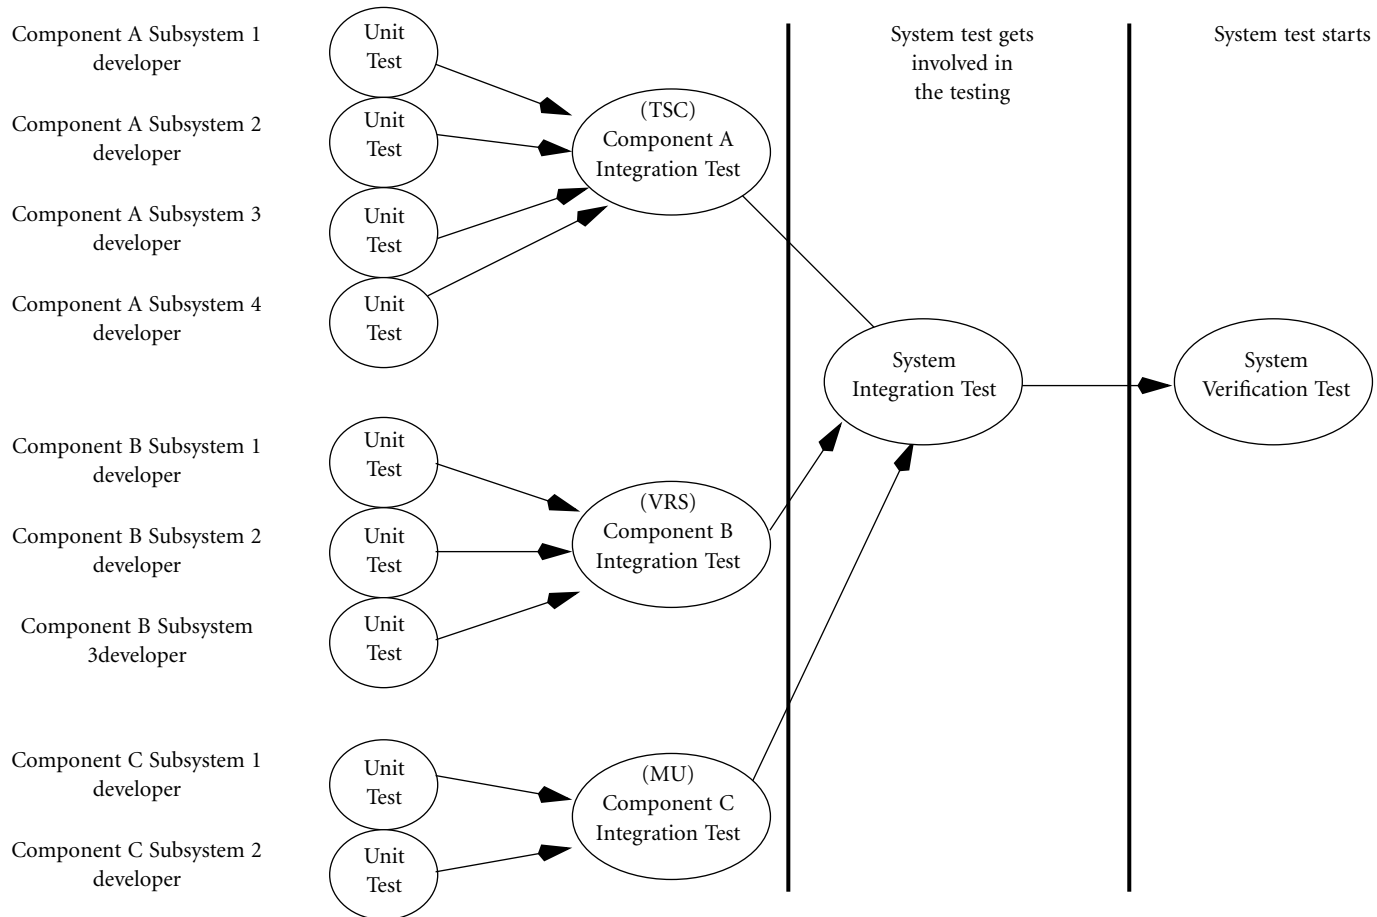 Component A Subsystem 1
developer
Unit
Test
Component A Subsystem 2
developer
Unit
Test
Component A Subsystem 3
developer
Unit
Test
Component A Subsystem 4
developer
Unit
Test
(TSC)
Component A
Integration Test
Component B Subsystem 1
developer
Unit
Test
Component B Subsystem 2
developer
Unit
Test
Component B Subsystem
3developer
Unit
Test
(VRS)
Component B
Integration Test
Component C Subsystem 1
developer
Unit
Test
Component C Subsystem 2
developer
Unit
Test
(MU)
Component C
Integration Test
System test gets
involved in
the testing
System
Integration Test
System test starts
System
Verification Test